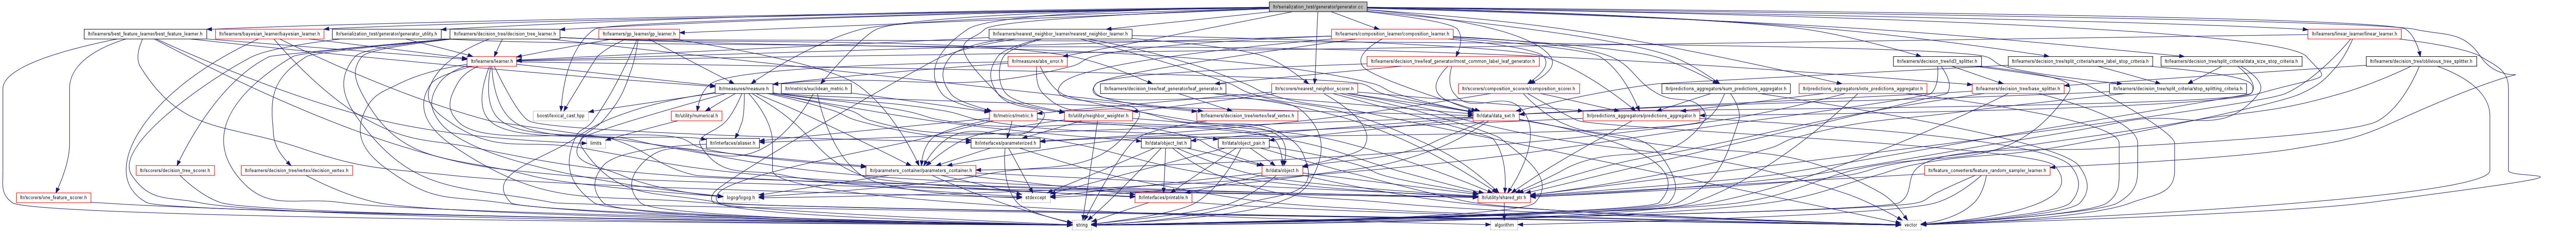 ltr/serialization_test/generator/generator.cc
ltr/learners/best_feature_learner/best_feature_learner.h
ltr/learners/bayesian_learner/bayesian_learner.h
ltr/serialization_test/generator/generator_utility.h
ltr/learners/decision_tree/decision_tree_learner.h
ltr/learners/gp_learner/gp_learner.h
ltr/learners/nearest_neighbor_learner/nearest_neighbor_learner.h
ltr/learners/composition_learner/composition_learner.h
ltr/learners/linear_learner/linear_learner.h
ltr/learners/learner.h
ltr/measures/abs_error.h
ltr/learners/decision_tree/leaf_generator/most_common_label_leaf_generator.h
ltr/learners/decision_tree/id3_splitter.h
ltr/learners/decision_tree/split_criteria/same_label_stop_criteria.h
ltr/learners/decision_tree/split_criteria/data_size_stop_criteria.h
ltr/learners/decision_tree/oblivious_tree_splitter.h
ltr/measures/measure.h
ltr/metrics/euclidean_metric.h
ltr/learners/decision_tree/leaf_generator/leaf_generator.h
ltr/scorers/nearest_neighbor_scorer.h
ltr/scorers/composition_scorers/composition_scorer.h
ltr/predictions_aggregators/sum_predictions_aggregator.h
ltr/predictions_aggregators/vote_predictions_aggregator.h
ltr/learners/decision_tree/base_splitter.h
ltr/learners/decision_tree/split_criteria/stop_splitting_criteria.h
boost/lexical_cast.hpp
ltr/utility/numerical.h
ltr/metrics/metric.h
ltr/utility/neighbor_weighter.h
ltr/learners/decision_tree/vertex/leaf_vertex.h
ltr/data/data_set.h
ltr/predictions_aggregators/predictions_aggregator.h
limits
ltr/interfaces/aliaser.h
ltr/interfaces/parameterized.h
ltr/data/object_list.h
ltr/data/object_pair.h
ltr/scorers/decision_tree_scorer.h
ltr/learners/decision_tree/vertex/decision_vertex.h
ltr/parameters_container/parameters_container.h
ltr/data/object.h
ltr/feature_converters/feature_random_sampler_learner.h
ltr/scorers/one_feature_scorer.h
logog/logog.h
stdexcept
ltr/interfaces/printable.h
ltr/utility/shared_ptr.h
string
algorithm
vector